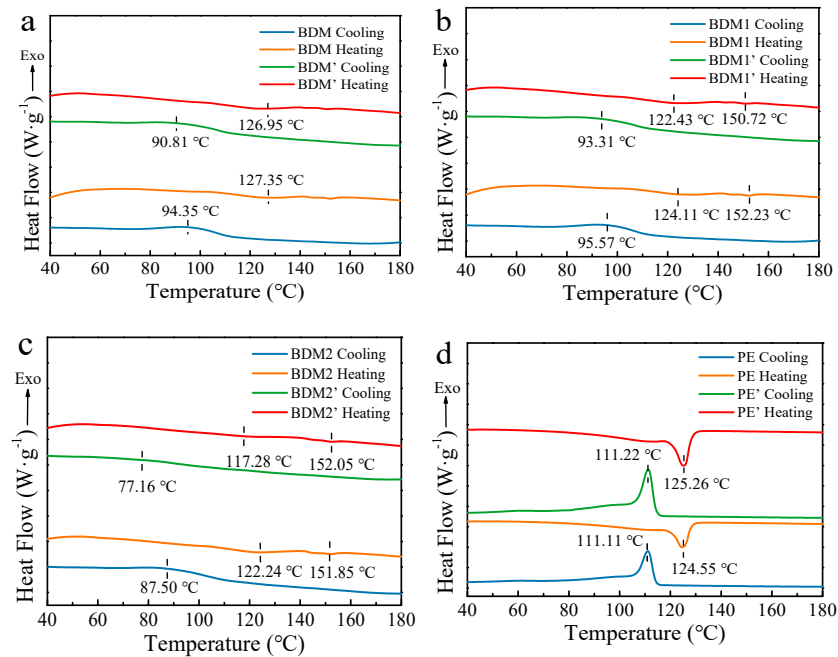 a
BDM Cooling
BDM Heating
BDM' Cooling
BDM' Heating
Heat Flow (W·g⁻¹) Exo
126.95 ℃
90.81 ℃
127.35 ℃
94.35 ℃
40 60 80 100 120 140 160 180
Temperature (℃)
b
BDM1 Cooling
BDM1 Heating
BDM1' Cooling
BDM1' Heating
Heat Flow (W·g⁻¹) Exo
122.43 ℃ 150.72 ℃
93.31 ℃
124.11 ℃ 152.23 ℃
95.57 ℃
40 60 80 100 120 140 160 180
Temperature (℃)
c
BDM2 Cooling
BDM2 Heating
BDM2' Cooling
BDM2' Heating
Heat Flow (W·g⁻¹) Exo
117.28 ℃ 152.05 ℃
77.16 ℃
122.24 ℃ 151.85 ℃
87.50 ℃
40 60 80 100 120 140 160 180
Temperature (℃)
d
PE Cooling
PE Heating
PE' Cooling
PE' Heating
Heat Flow (W·g⁻¹) Exo
111.22 ℃
125.26 ℃
111.11 ℃
124.55 ℃
40 60 80 100 120 140 160 180
Temperature (℃)